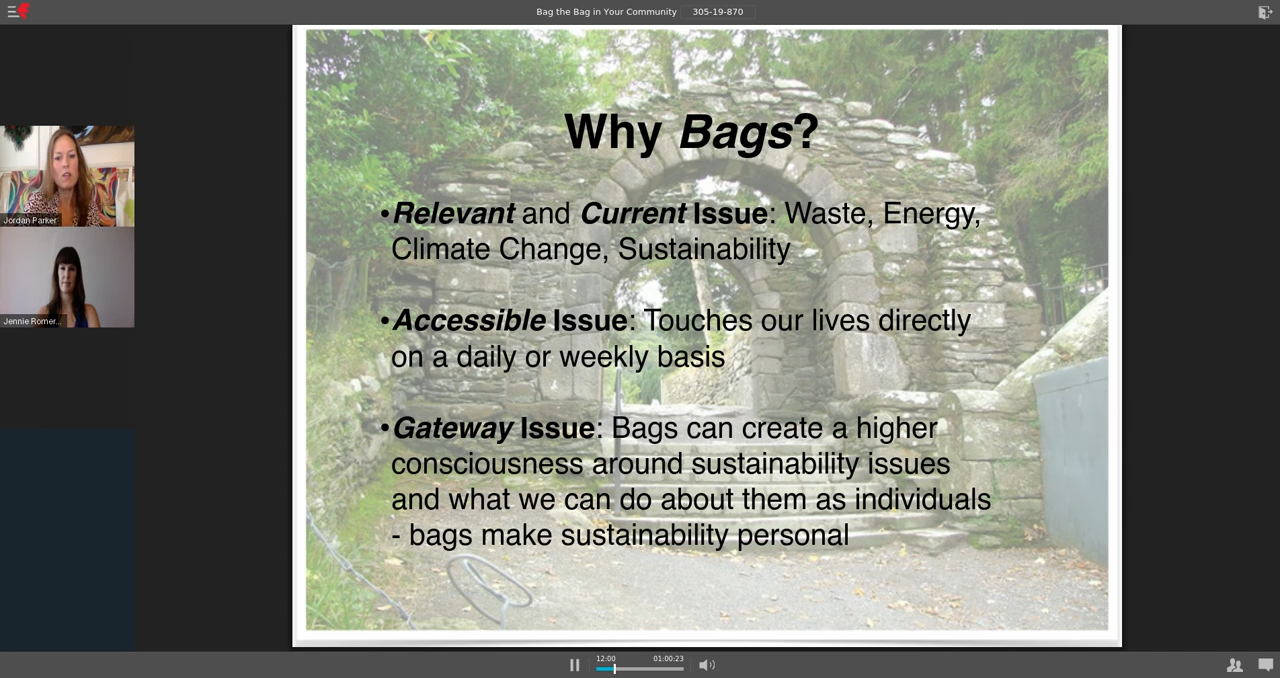 Bag the Bag in Your Community 305-19-870
Jordan Parker
Jennie Romer...
Why Bags?
•Relevant and Current Issue: Waste, Energy,
Climate Change, Sustainability
•Accessible Issue: Touches our lives directly
on a daily or weekly basis
•Gateway Issue: Bags can create a higher
consciousness around sustainability issues
and what we can do about them as individuals
- bags make sustainability personal
12:00 01:00:23